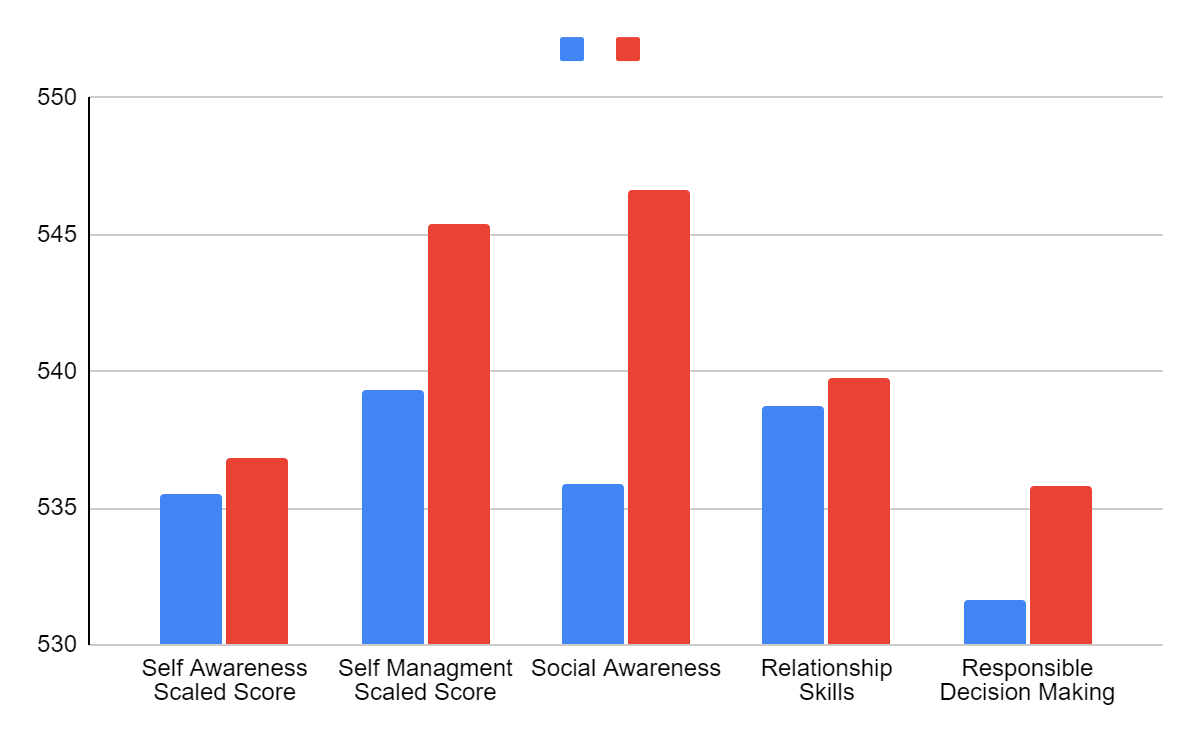 550
545
540
535
530
Self Awareness
Scaled Score
Self Managment
Scaled Score
Social Awareness
Relationship
Skills
Responsible
Decision Making